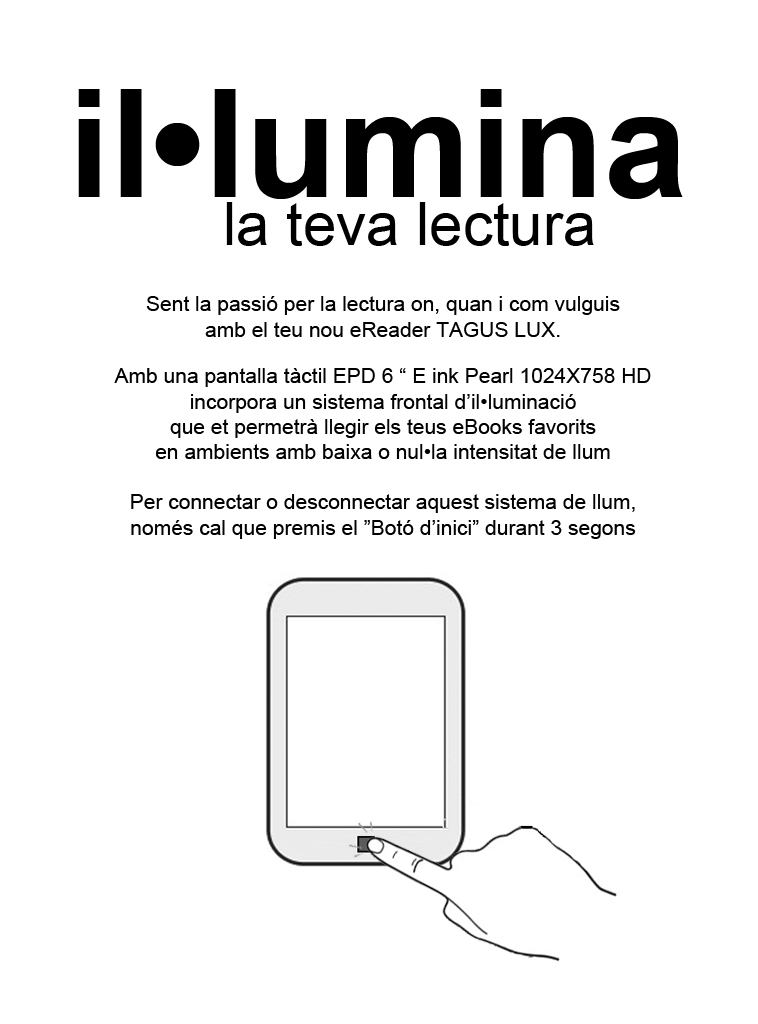 il•lumina
la teva lectura
Sent la passió per la lectura on, quan i com vulguis
amb el teu nou eReader TAGUS LUX.
Amb una pantalla tàctil EPD 6 “ E ink Pearl 1024X758 HD
incorpora un sistema frontal d’il•luminació
que et permetrà llegir els teus eBooks favorits
en ambients amb baixa o nul•la intensitat de llum
Per connectar o desconnectar aquest sistema de llum,
només cal que premis el ”Botó d’inici” durant 3 segons